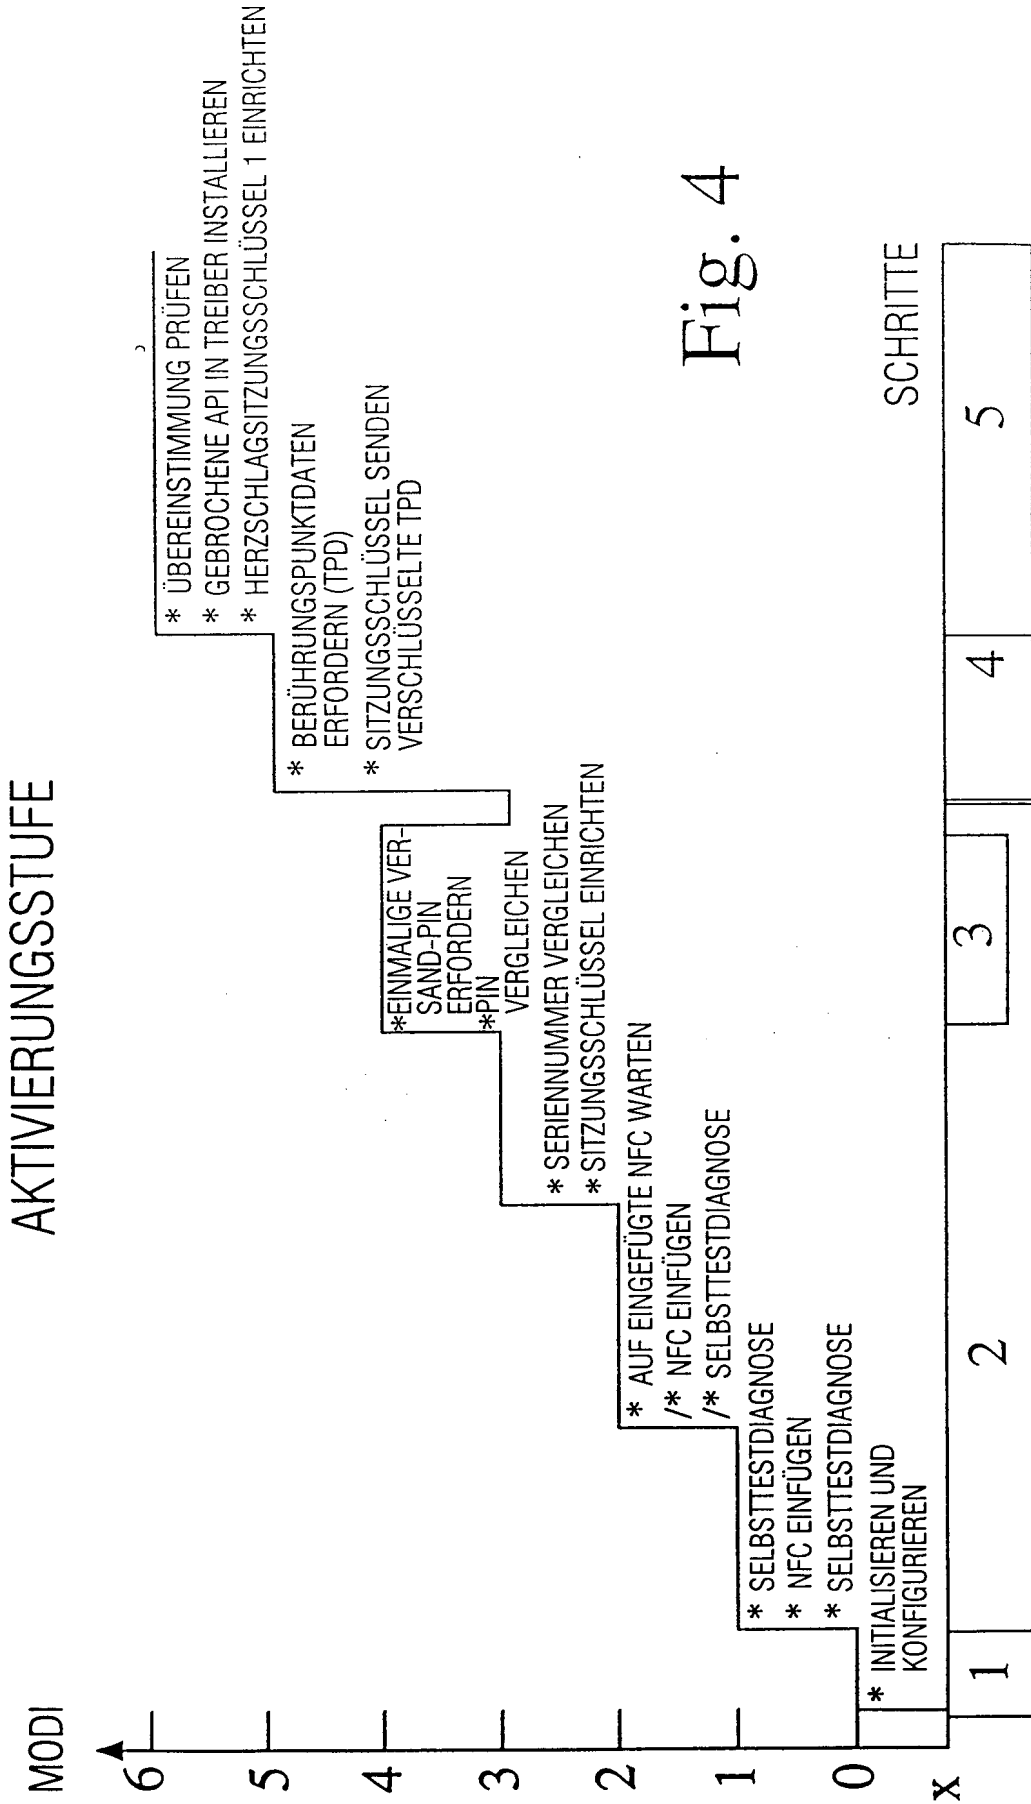 AKTIVIERUNGSSTUFE
MODI
6
5
4
3
2
1
0
x
* ÜBEREINSTIMMUNG PRÜFEN
* GEBROCHENE API IN TREIBER INSTALLIEREN
* HERZSCHLAGSITZUNGSSCHLÜSSEL 1 EINRICHTEN
* BERÜHRUNGSPUNKTDATEN
ERFORDERN (TPD)
* SITZUNGSSCHLÜSSEL SENDEN
VERSCHLÜSSELTE TPD
*EINMALIGE VER-
SAND-PIN
ERFORDERN
*PIN
VERGLEICHEN
* SERIENNUMMER VERGLEICHEN
* SITZUNGSSCHLÜSSEL EINRICHTEN
* AUF EINGEFÜGTE NFC WARTEN
/* NFC EINFÜGEN
/* SELBSTTESTDIAGNOSE
* SELBSTTESTDIAGNOSE
* NFC EINFÜGEN
* SELBSTTESTDIAGNOSE
* INITIALISIEREN UND
KONFIGURIEREN
1
2
3
4
5
SCHRITTE
Fig. 4